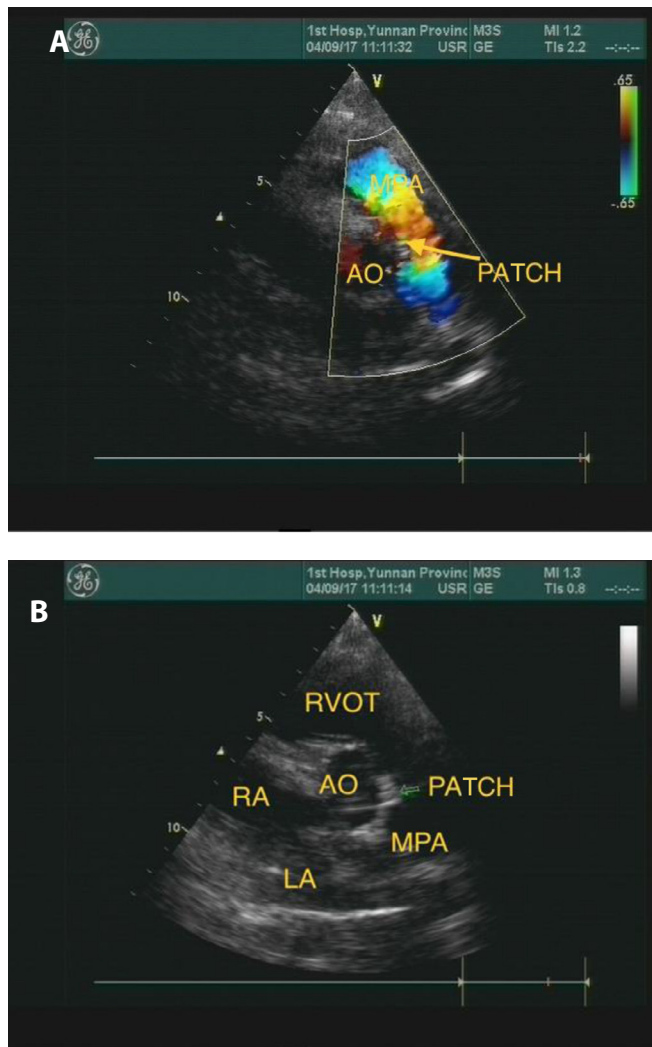 A
1st Hosp,Yunnan Provinc M3S MI 1.2
04/09/17 11:11:32 USR GE TIs 2.2 --:--:--
V
.65
5
MPA
-.65
AO
PATCH
10
B
1st Hosp,Yunnan Provinc M3S MI 1.3
04/09/17 11:11:14 USR GE TIs 0.8 --:--:--
V
RVOT
5
AO
PATCH
RA
10
MPA
LA